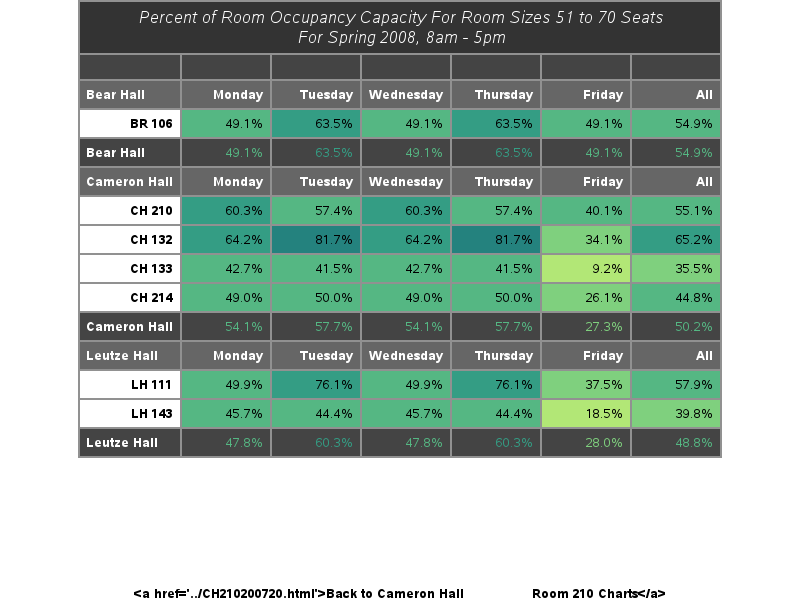 Percent of Room Occupancy Capacity For Room Sizes 51 to 70 Seats
For Spring 2008, 8am - 5pm
Bear Hall Monday Tuesday Wednesday Thursday Friday All
BR 106 49.1% 63.5% 49.1% 63.5% 49.1% 54.9%
Bear Hall 49.1% 63.5% 49.1% 63.5% 49.1% 54.9%
Cameron Hall Monday Tuesday Wednesday Thursday Friday All
CH 210 60.3% 57.4% 60.3% 57.4% 40.1% 55.1%
CH 132 64.2% 81.7% 64.2% 81.7% 34.1% 65.2%
CH 133 42.7% 41.5% 42.7% 41.5% 9.2% 35.5%
CH 214 49.0% 50.0% 49.0% 50.0% 26.1% 44.8%
Cameron Hall 54.1% 57.7% 54.1% 57.7% 27.3% 50.2%
Leutze Hall Monday Tuesday Wednesday Thursday Friday All
LH 111 49.9% 76.1% 49.9% 76.1% 37.5% 57.9%
LH 143 45.7% 44.4% 45.7% 44.4% 18.5% 39.8%
Leutze Hall 47.8% 60.3% 47.8% 60.3% 28.0% 48.8%
<a href='../CH210200720.html'>Back to Cameron Hall Room 210 Charts</a>